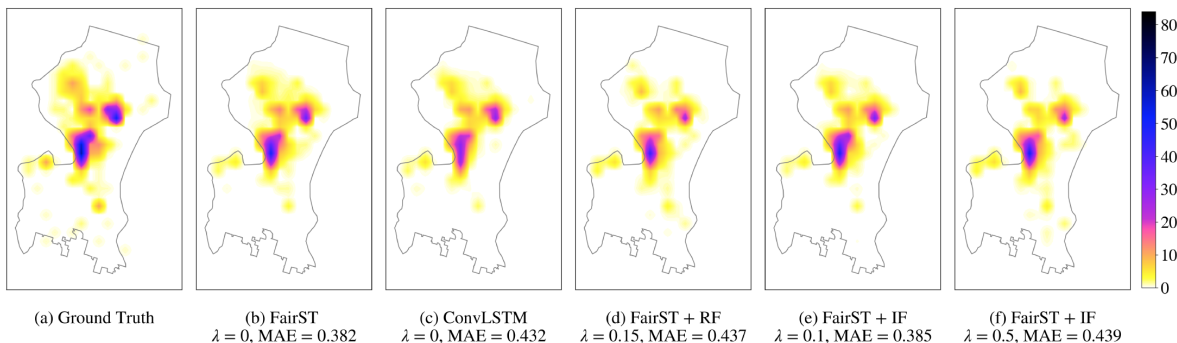 80
70
60
50
40
30
20
10
0
(a) Ground Truth
(b) FairST
λ = 0, MAE = 0.382
(c) ConvLSTM
λ = 0, MAE = 0.432
(d) FairST + RF
λ = 0.15, MAE = 0.437
(e) FairST + IF
λ = 0.1, MAE = 0.385
(f) FairST + IF
λ = 0.5, MAE = 0.439